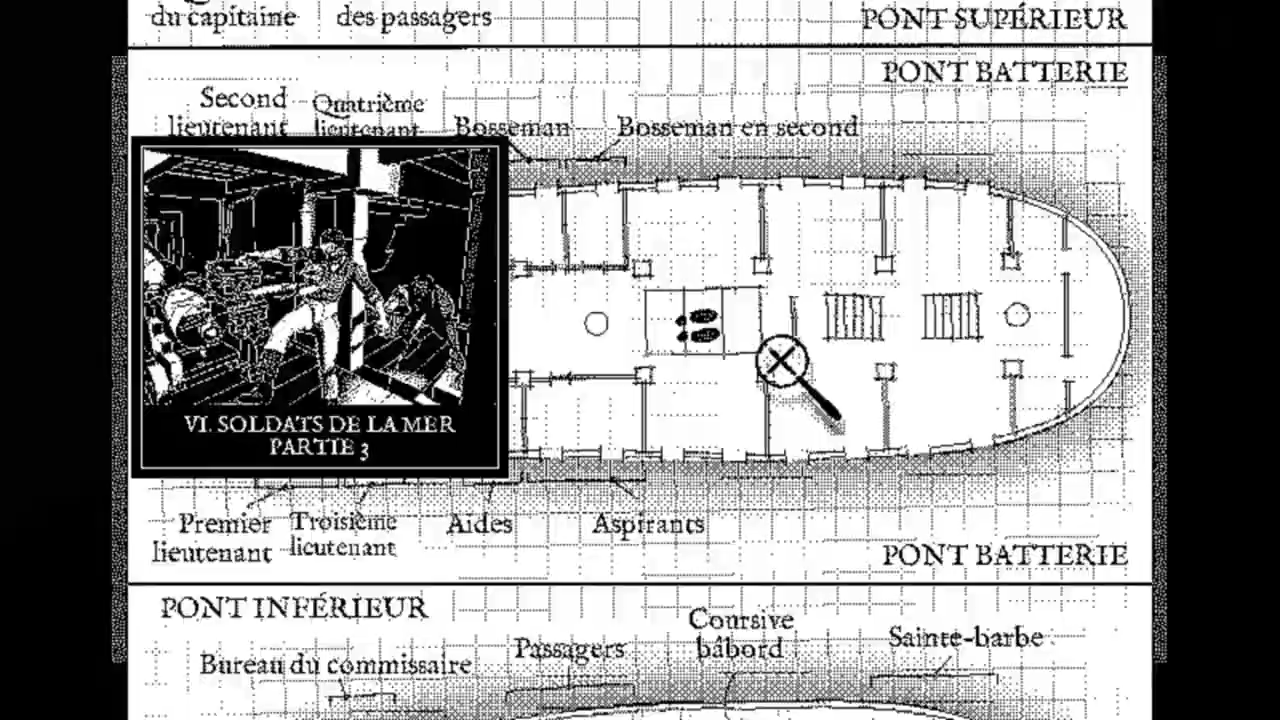 du capitaine
des passagers
PONT SUPÉRIEUR
PONT BATTERIE
Second
lieutenant
Quatrième
lieutenant
Bosseman
Bosseman en second
VI. SOLDATS DE LA MER
PARTIE 3
Premier
lieutenant
Troisième
lieutenant
Aides
Aspirants
PONT BATTERIE
PONT INFÉRIEUR
Bureau du commissai
Passagers
Coursive
bâbord
Sainte-barbe